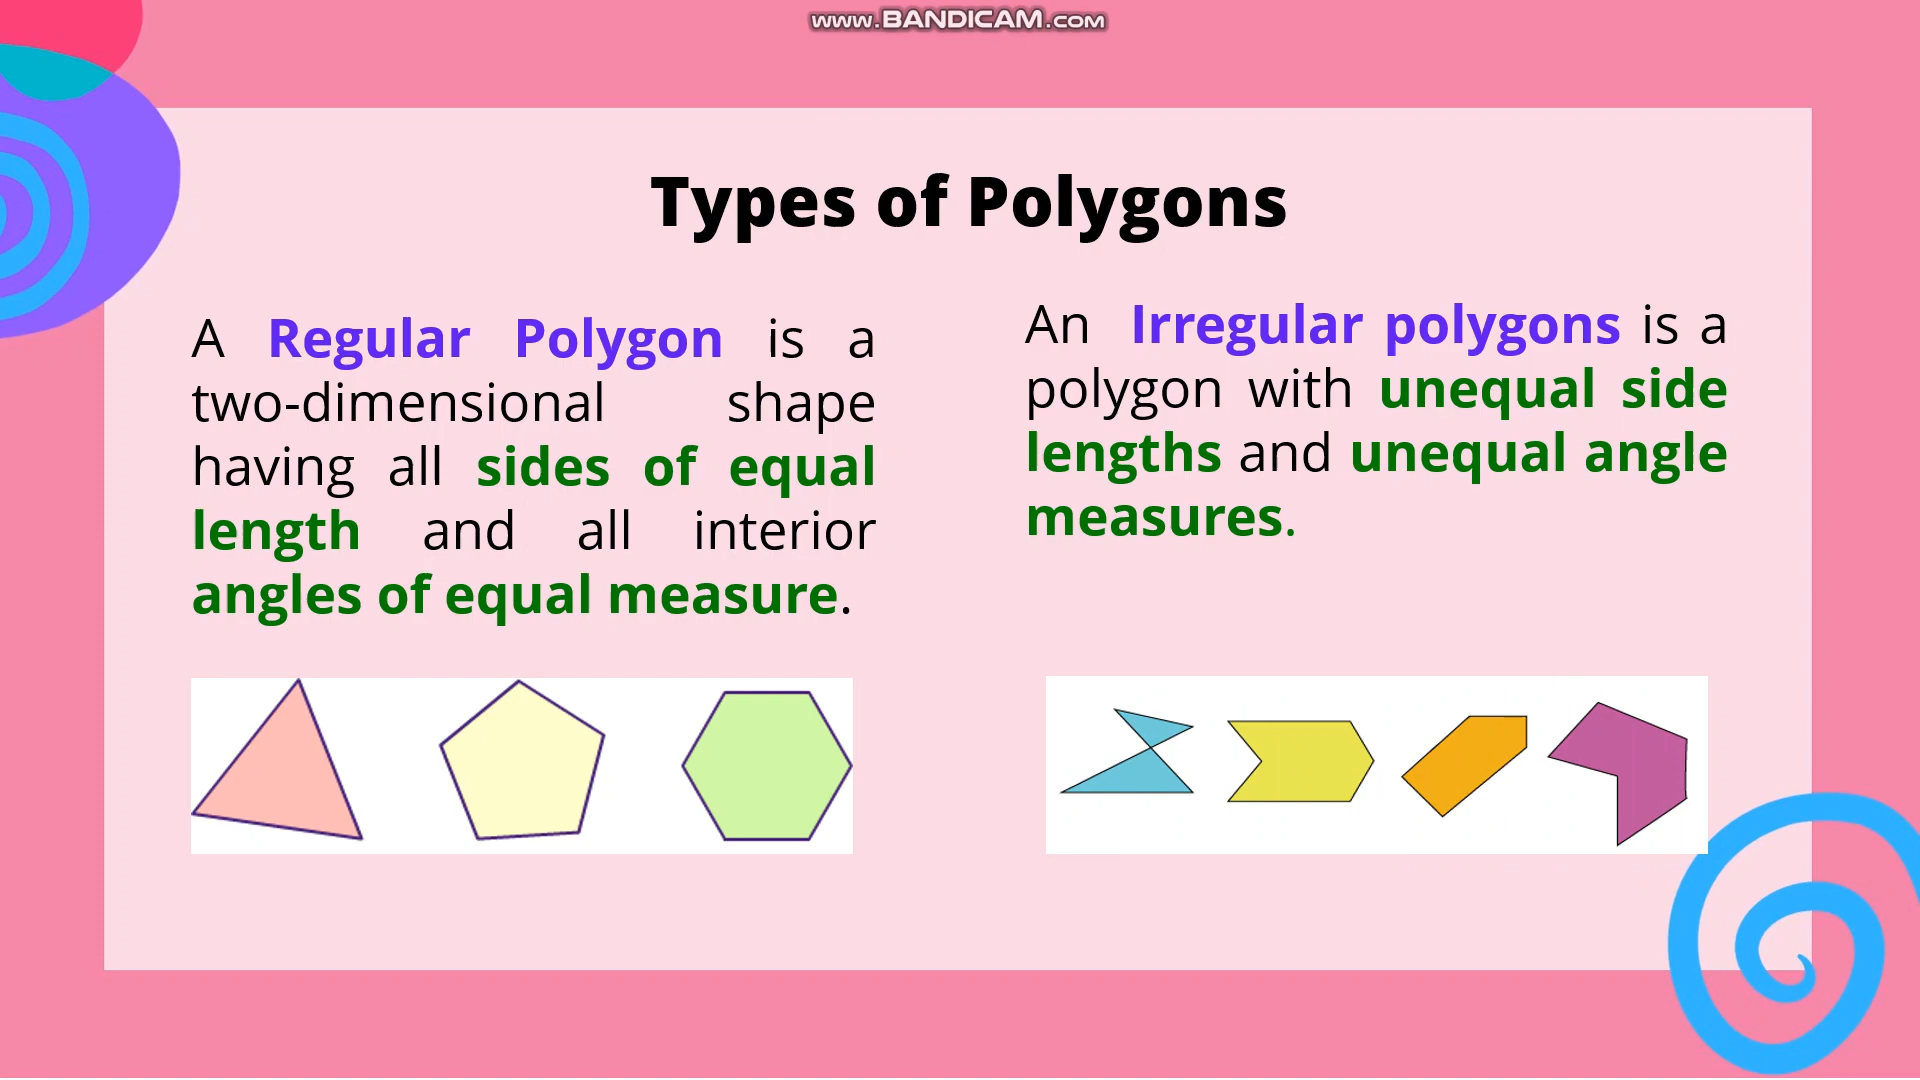 www.BANDICAM.com
Types of Polygons
A Regular Polygon is a
two-dimensional shape
having all sides of equal
length and all interior
angles of equal measure.
An Irregular polygons is a
polygon with unequal side
lengths and unequal angle
measures.